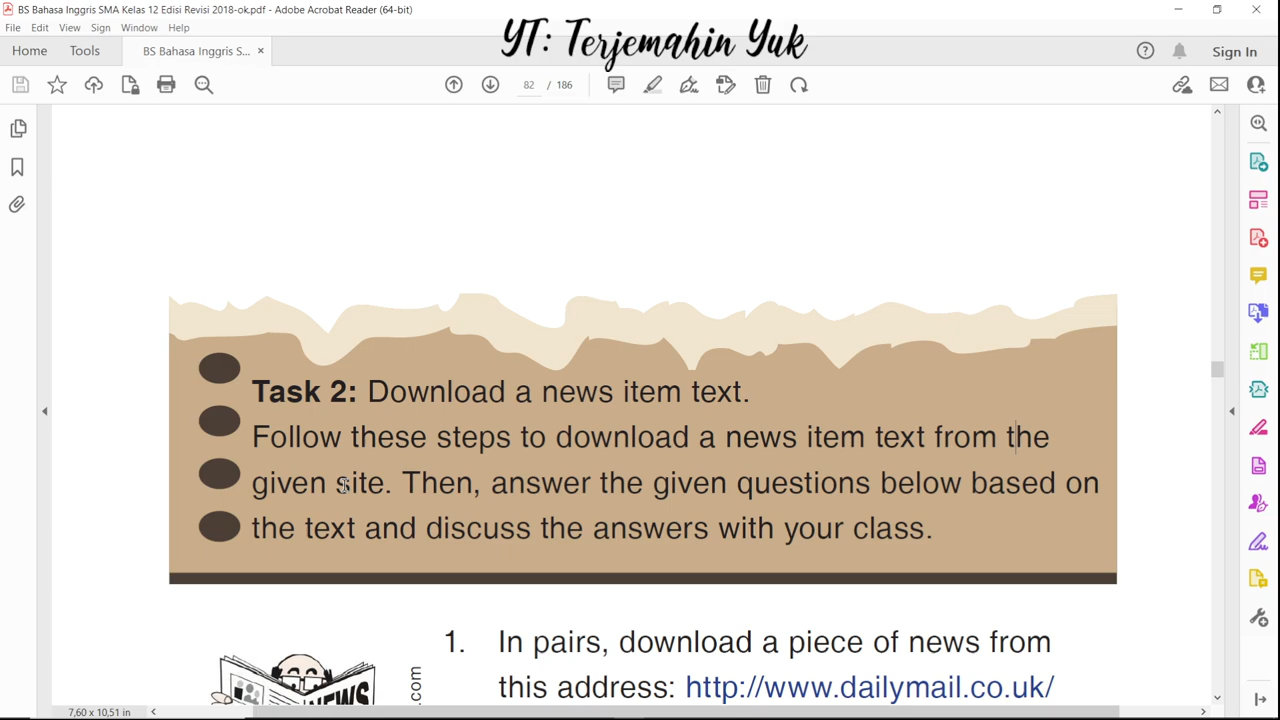 BS Bahasa Inggris SMA Kelas 12 Edisi Revisi 2018-ok.pdf - Adobe Acrobat Reader (64-bit)
YT: Terjemahin Yuk
File Edit View Sign Window Help
Home Tools BS Bahasa Inggris S... × Sign In
82 / 186
Task 2: Download a news item text.
Follow these steps to download a news item text from the
given site. Then, answer the given questions below based on
the text and discuss the answers with your class.
1. In pairs, download a piece of news from
this address: http://www.dailymail.co.uk/
NEWS
.com
7,60 x 10,51 in